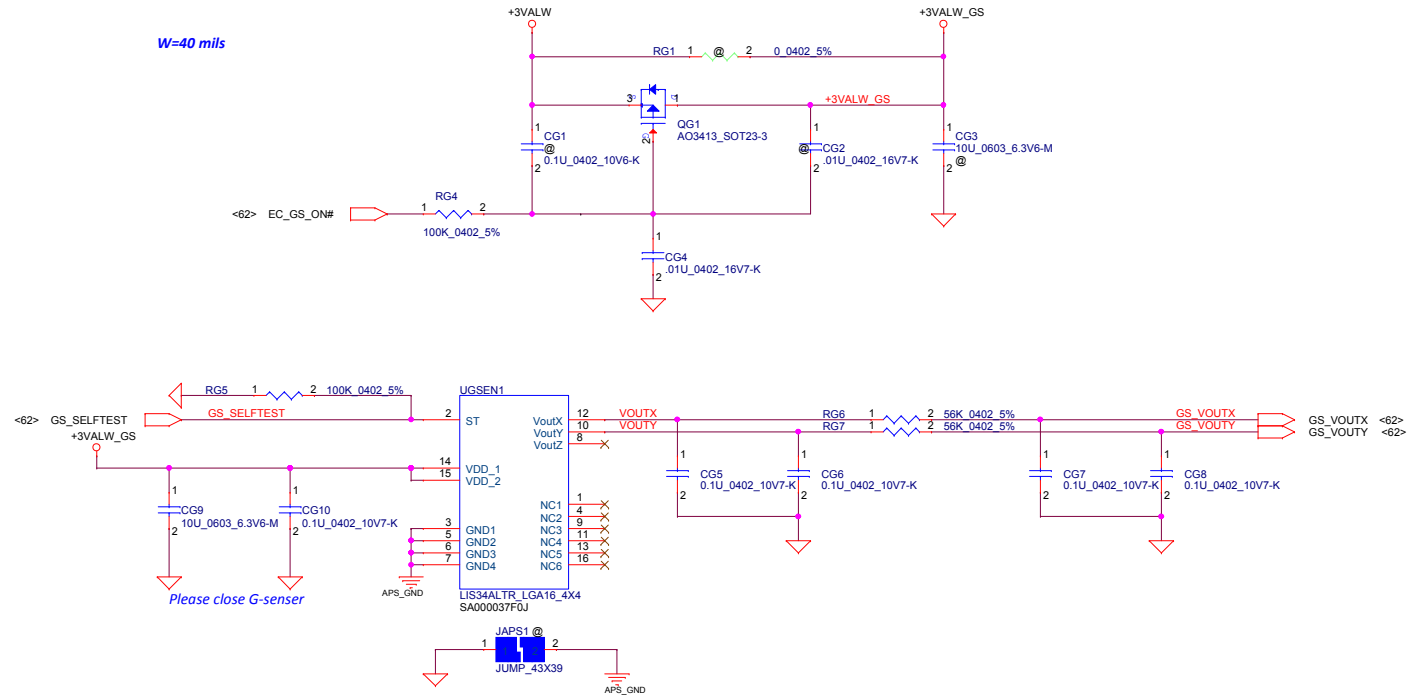 +3VALW
+3VALW_GS
W=40 mils
RG1 1 @ 2 0_0402_5%
3 1 +3VALW_GS
QG1
AO3413_SOT23-3
2
1
CG1
@
0.1U_0402_10V6-K
2
1
@ CG2
.01U_0402_16V7-K
2
1
CG3
10U_0603_6.3V6-M
@
2
RG4
<62> EC_GS_ON# 1 2
100K_0402_5%
1
CG4
.01U_0402_16V7-K
2
RG5 1 2 100K_0402_5%
<62> GS_SELFTEST GS_SELFTEST
+3VALW_GS
1
CG9
10U_0603_6.3V6-M
2
1
CG10
0.1U_0402_10V7-K
2
Please close G-senser
UGSEN1
2 ST
14 VDD_1
15 VDD_2
3 GND1
5 GND2
6 GND3
7 GND4
APS_GND
VoutX 12 VOUTX
VoutY 10 VOUTY
VoutZ 8
NC1 1
NC2 4
NC3 9
NC4 11
NC5 13
NC6 16
LIS34ALTR_LGA16_4X4
SA000037F0J
RG6 1 2 56K_0402_5% GS_VOUTX GS_VOUTX <62>
RG7 1 2 56K_0402_5% GS_VOUTY GS_VOUTY <62>
1
CG5
0.1U_0402_10V7-K
2
1
CG6
0.1U_0402_10V7-K
2
1
CG7
0.1U_0402_10V7-K
2
1
CG8
0.1U_0402_10V7-K
2
JAPS1 @
1 1 2 2
JUMP_43X39
APS_GND